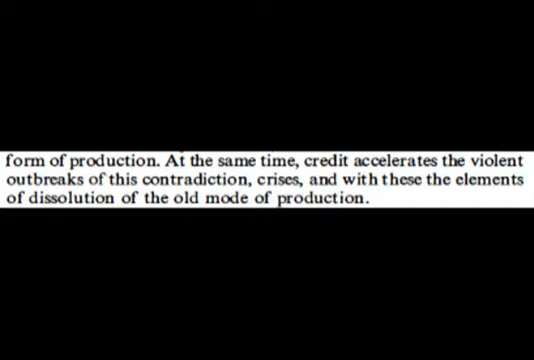 form of production. At the same time, credit accelerates the violent
outbreaks of this contradiction, crises, and with these the elements
of dissolution of the old mode of production.